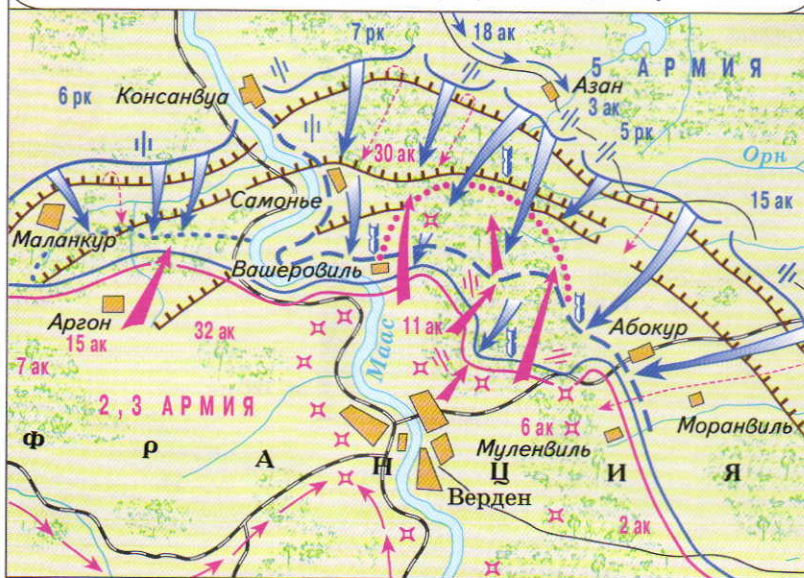 7 рк
18 ак
5 АРМИЯ
Консанвуа
Азан
3 ак
6 рк
5 рк
30 ак
Орн
Самонье
15 ак
Маланкур
Вашеровиль
Аргон
15 ак
32 ак
11 ак
Абокур
Маас
7 ак
2,3 АРМИЯ
6 ак
Моранвиль
Муленвиль
ФРАНЦИЯ
Верден
2 ак